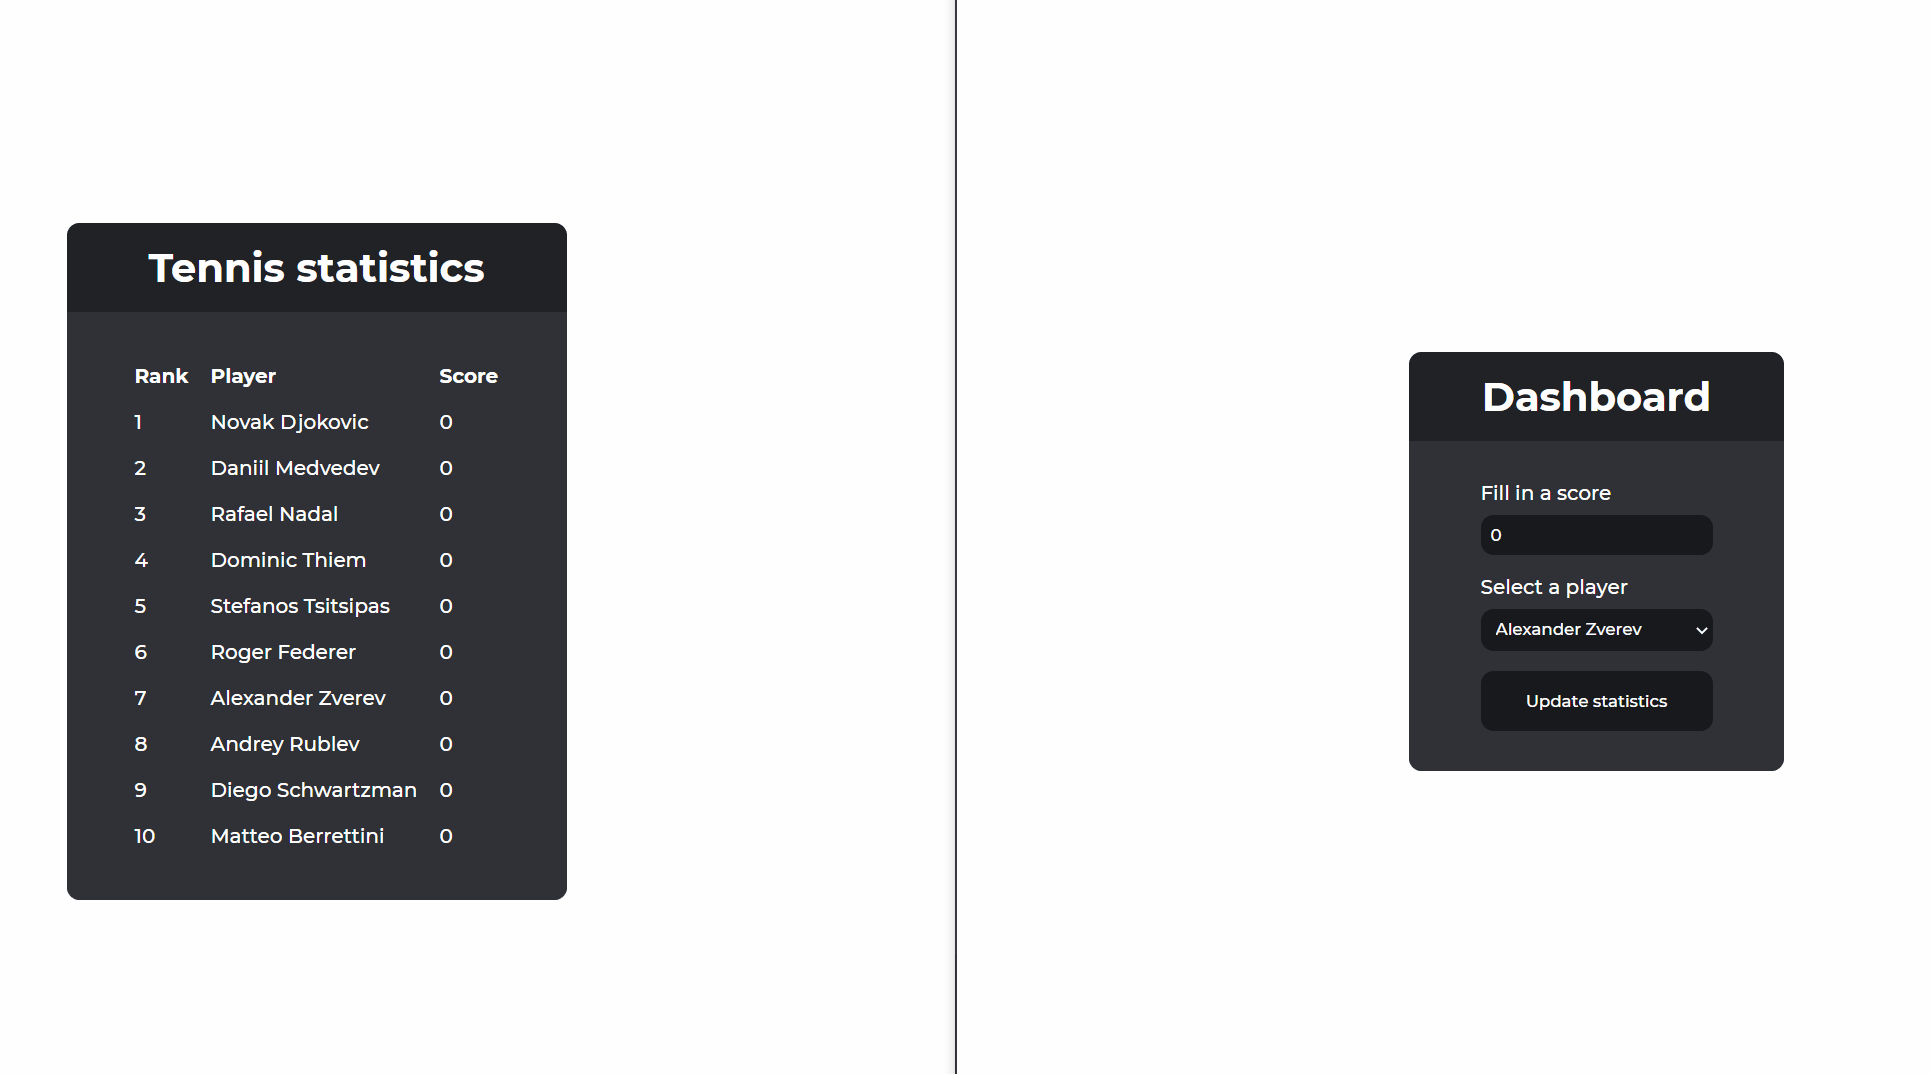 Tennis statistics
Rank Player Score
1 Novak Djokovic 0
2 Daniil Medvedev 0
3 Rafael Nadal 0
4 Dominic Thiem 0
5 Stefanos Tsitsipas 0
6 Roger Federer 0
7 Alexander Zverev 0
8 Andrey Rublev 0
9 Diego Schwartzman 0
10 Matteo Berrettini 0
Dashboard
Fill in a score
0
Select a player
Alexander Zverev
Update statistics